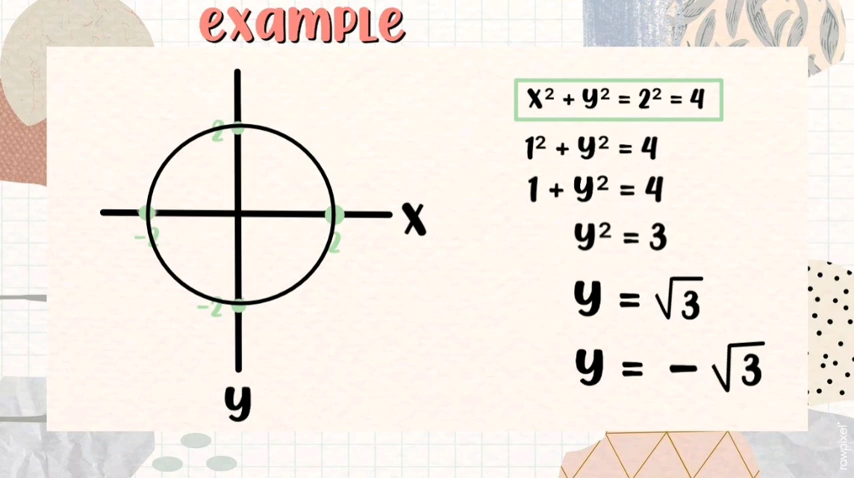 example
2
-2
2
-2
x
y
x² + y² = 2² = 4
1² + y² = 4
1 + y² = 4
y² = 3
y = √3
y = - √3
rawpixel